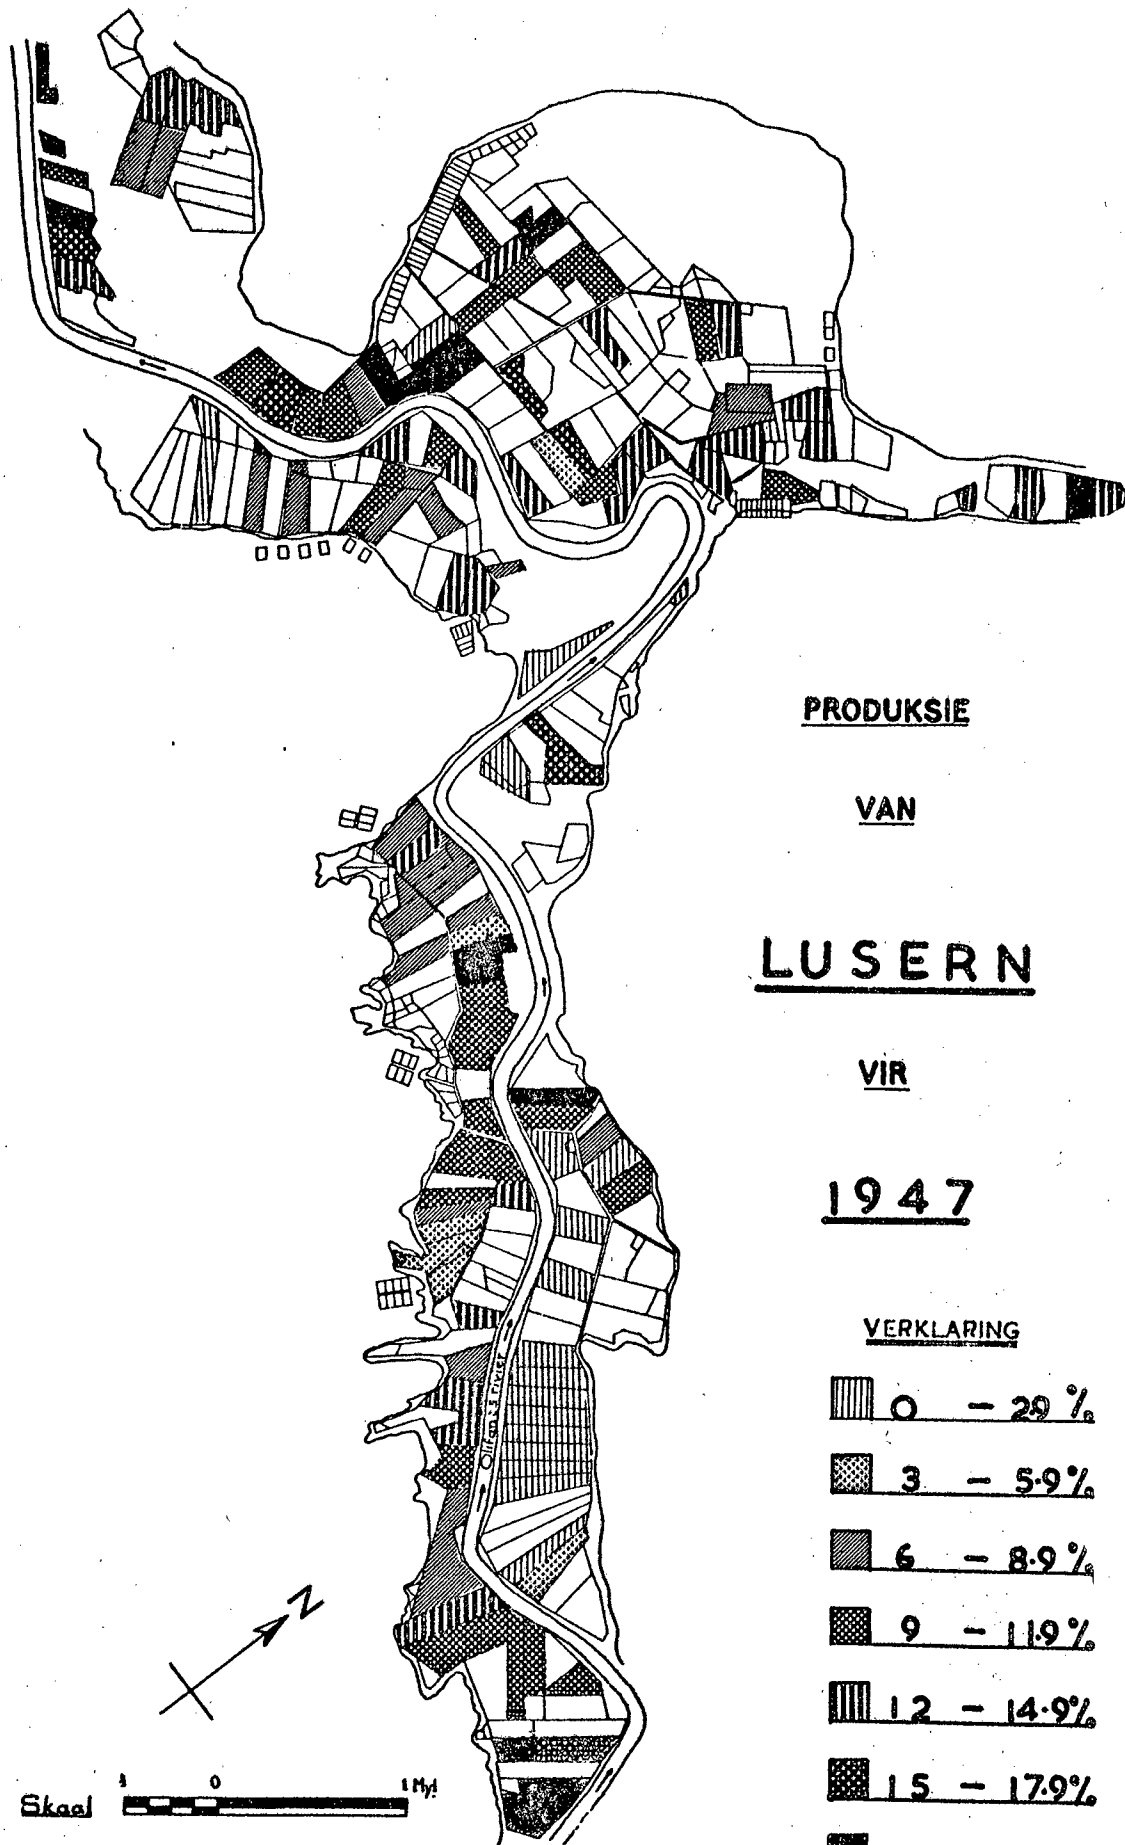 PRODUKSIE
VAN
LUSERN
VIR
1947
VERKLARING
0 – 2·9 %
3 – 5·9 %
6 – 8·9 %
9 – 11·9 %
12 – 14·9 %
15 – 17·9 %
Olifants rivier
N
1 0 1 Myl
Skaal